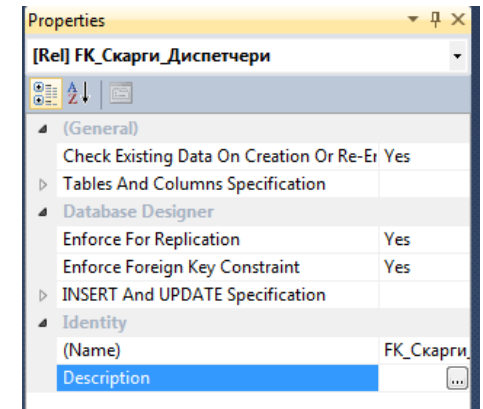 Properties
[Rel] FK_Скарги_Диспетчери
(General)
Check Existing Data On Creation Or Re-Er Yes
Tables And Columns Specification
Database Designer
Enforce For Replication Yes
Enforce Foreign Key Constraint Yes
INSERT And UPDATE Specification
Identity
(Name) FK_Скарги_
Description ...